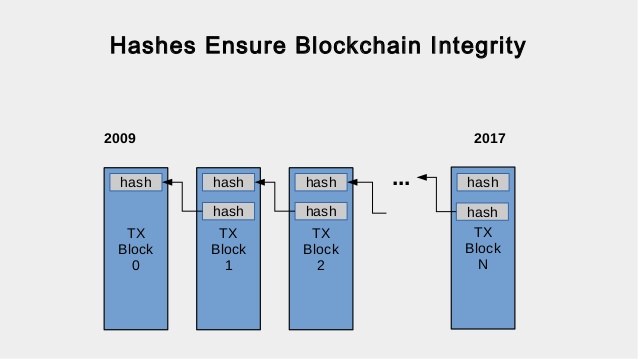 Hashes Ensure Blockchain Integrity
2009
2017
hash
hash
hash
...
hash
hash
hash
hash
TX
Block
0
TX
Block
1
TX
Block
2
TX
Block
N